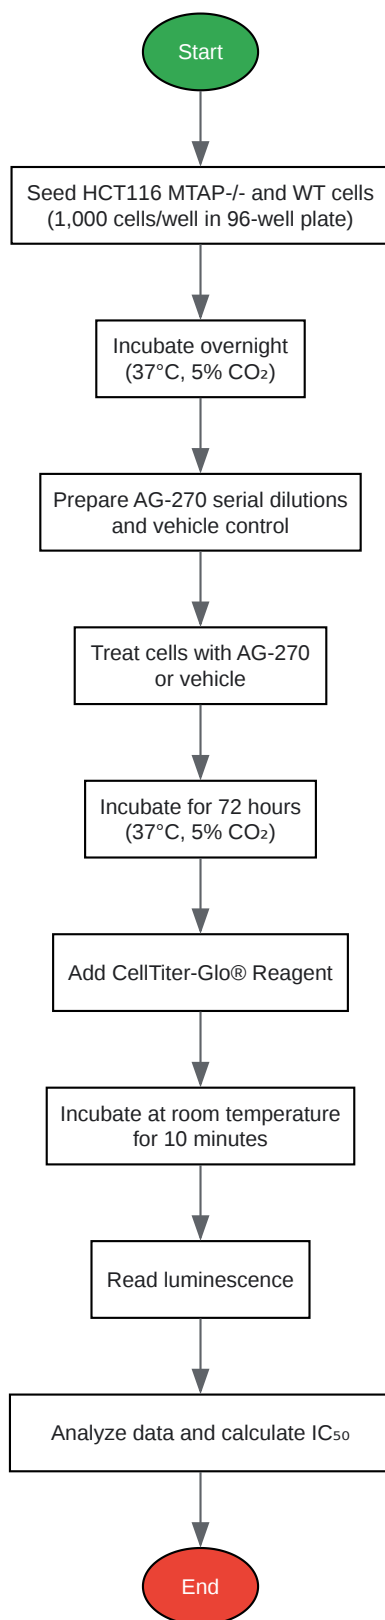 Start
Seed HCT116 MTAP-/- and WT cells
(1,000 cells/well in 96-well plate)
Incubate overnight
(37°C, 5% CO₂)
Prepare AG-270 serial dilutions
and vehicle control
Treat cells with AG-270
or vehicle
Incubate for 72 hours
(37°C, 5% CO₂)
Add CellTiter-Glo® Reagent
Incubate at room temperature
for 10 minutes
Read luminescence
Analyze data and calculate IC₅₀
End